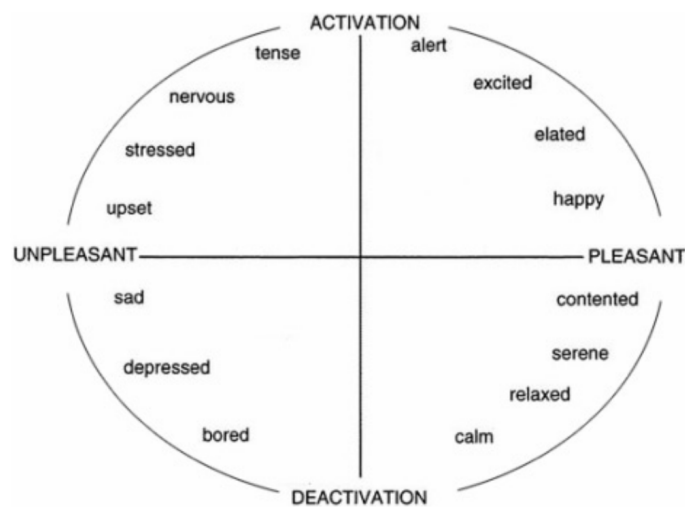 ACTIVATION
tense
alert
nervous
excited
stressed
elated
upset
happy
UNPLEASANT
PLEASANT
sad
contented
depressed
serene
relaxed
bored
calm
DEACTIVATION